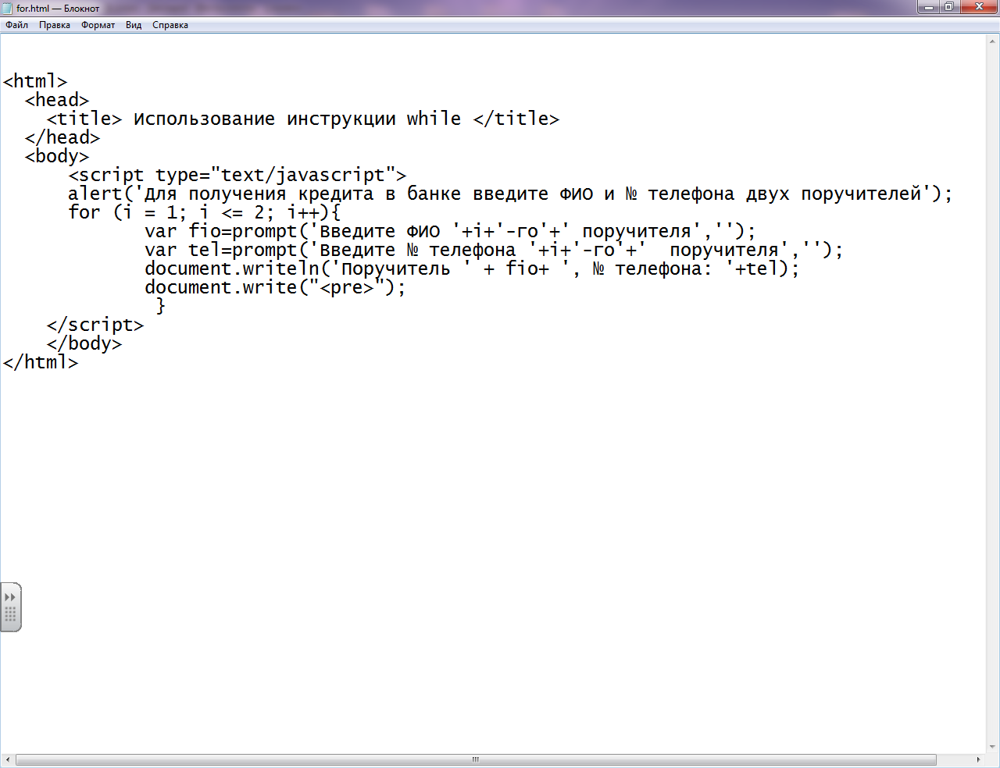 for.html — Блокнот
Файл Правка Формат Вид Справка
<html>
<head>
<title> Использование инструкции while </title>
</head>
<body>
<script type="text/javascript">
alert('Для получения кредита в банке введите ФИО и № телефона двух поручителей');
for (i = 1; i <= 2; i++){
var fio=prompt('Введите ФИО '+i+'-го'+' поручителя','');
var tel=prompt('Введите № телефона '+i+'-го'+'  поручителя','');
document.writeln('Поручитель ' + fio+ ', № телефона: '+tel);
document.write("<pre>");
}
</script>
</body>
</html>